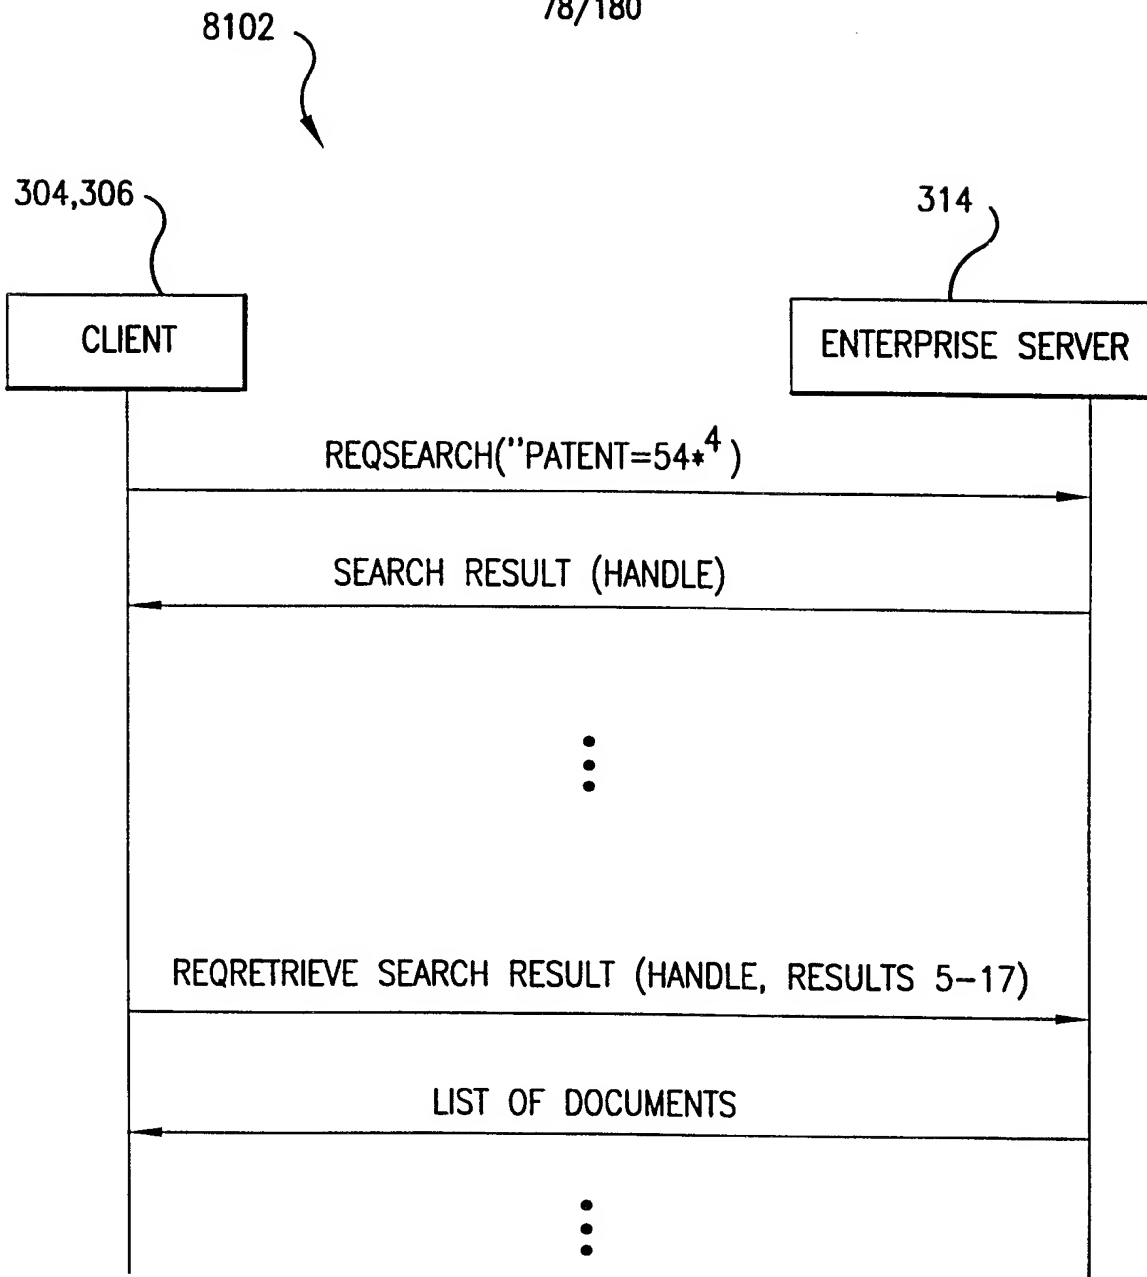 78/180
8102
304,306
314
CLIENT
ENTERPRISE SERVER
REQSEARCH("PATENT=54*4)
SEARCH RESULT (HANDLE)
REQRETRIEVE SEARCH RESULT (HANDLE, RESULTS 5-17)
LIST OF DOCUMENTS